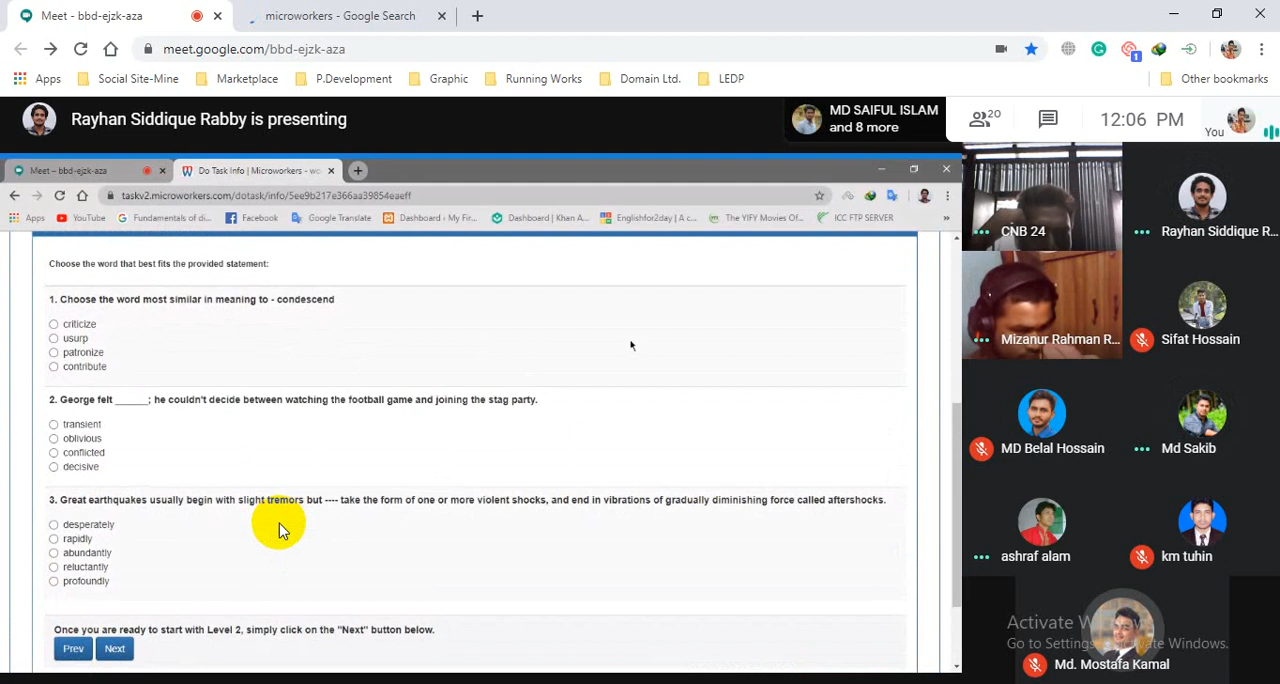 Meet - bbd-ejzk-aza
microworkers - Google Search
meet.google.com/bbd-ejzk-aza
1
Apps
Social Site-Mine
Marketplace
P.Development
Graphic
Running Works
Domain Ltd.
LEDP
Other bookmarks
Rayhan Siddique Rabby is presenting
MD SAIFUL ISLAM
and 8 more
20
12:06 PM
You
Meet – bbd-ejzk-aza
Do Task Info | Microworkers - wo
taskv2.microworkers.com/dotask/info/5ee9b217e366aa39854eaeff
Apps
YouTube
Fundamentals of di...
Facebook
Google Translate
Dashboard ‹ My Fir...
Dashboard | Khan A...
Englishfor2day | A c...
The YIFY Movies Of...
ICC FTP SERVER
»
Choose the word that best fits the provided statement:
1. Choose the word most similar in meaning to - condescend
criticize
usurp
patronize
contribute
2. George felt ______; he couldn't decide between watching the football game and joining the stag party.
transient
oblivious
conflicted
decisive
3. Great earthquakes usually begin with slight tremors but ---- take the form of one or more violent shocks, and end in vibrations of gradually diminishing force called aftershocks.
desperately
rapidly
abundantly
reluctantly
profoundly
Once you are ready to start with Level 2, simply click on the "Next" button below.
Prev
Next
CNB 24
Rayhan Siddique R...
Mizanur Rahman R...
Sifat Hossain
MD Belal Hossain
Md Sakib
ashraf alam
km tuhin
Md. Mostafa Kamal
Activate Windows
Go to Settings to activate Windows.